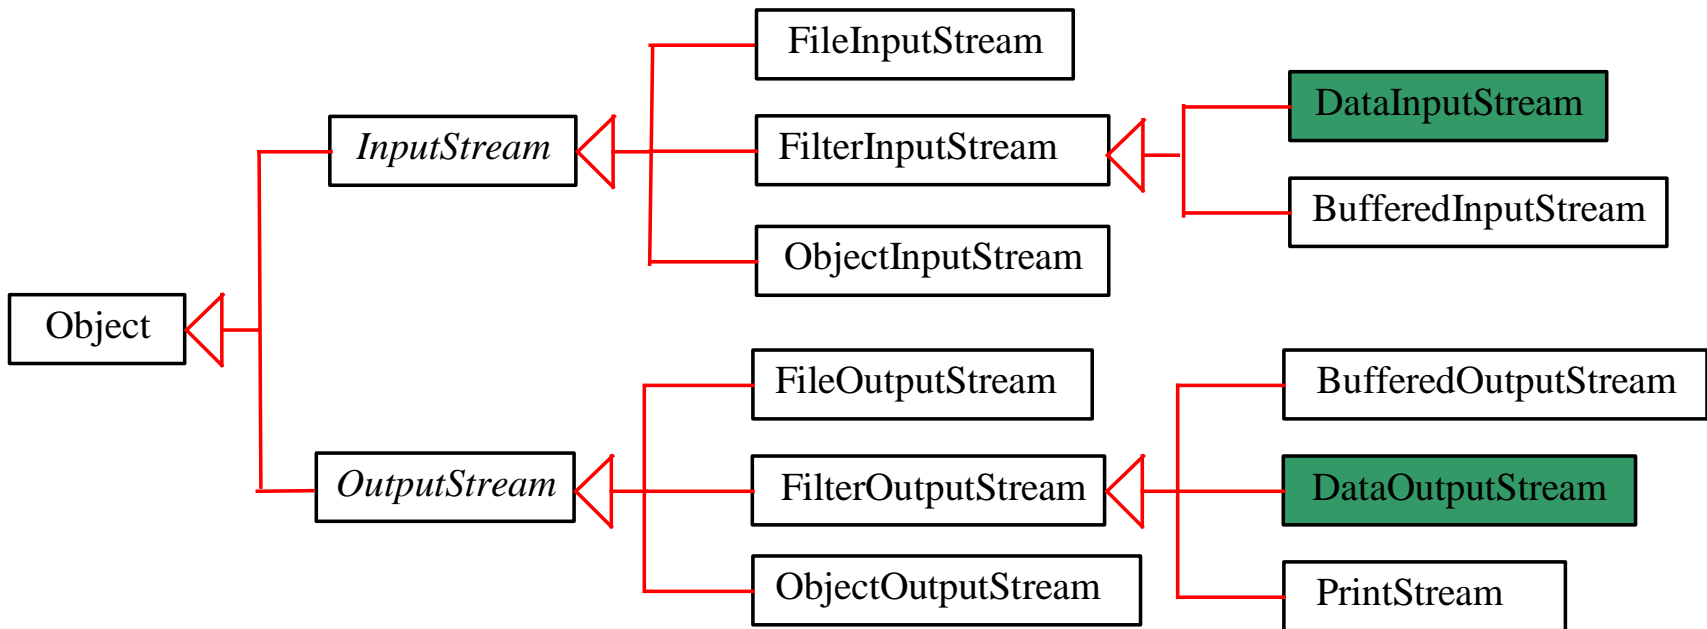 FileInputStream
DataInputStream
InputStream
FilterInputStream
BufferedInputStream
ObjectInputStream
Object
FileOutputStream
BufferedOutputStream
OutputStream
FilterOutputStream
DataOutputStream
ObjectOutputStream
PrintStream